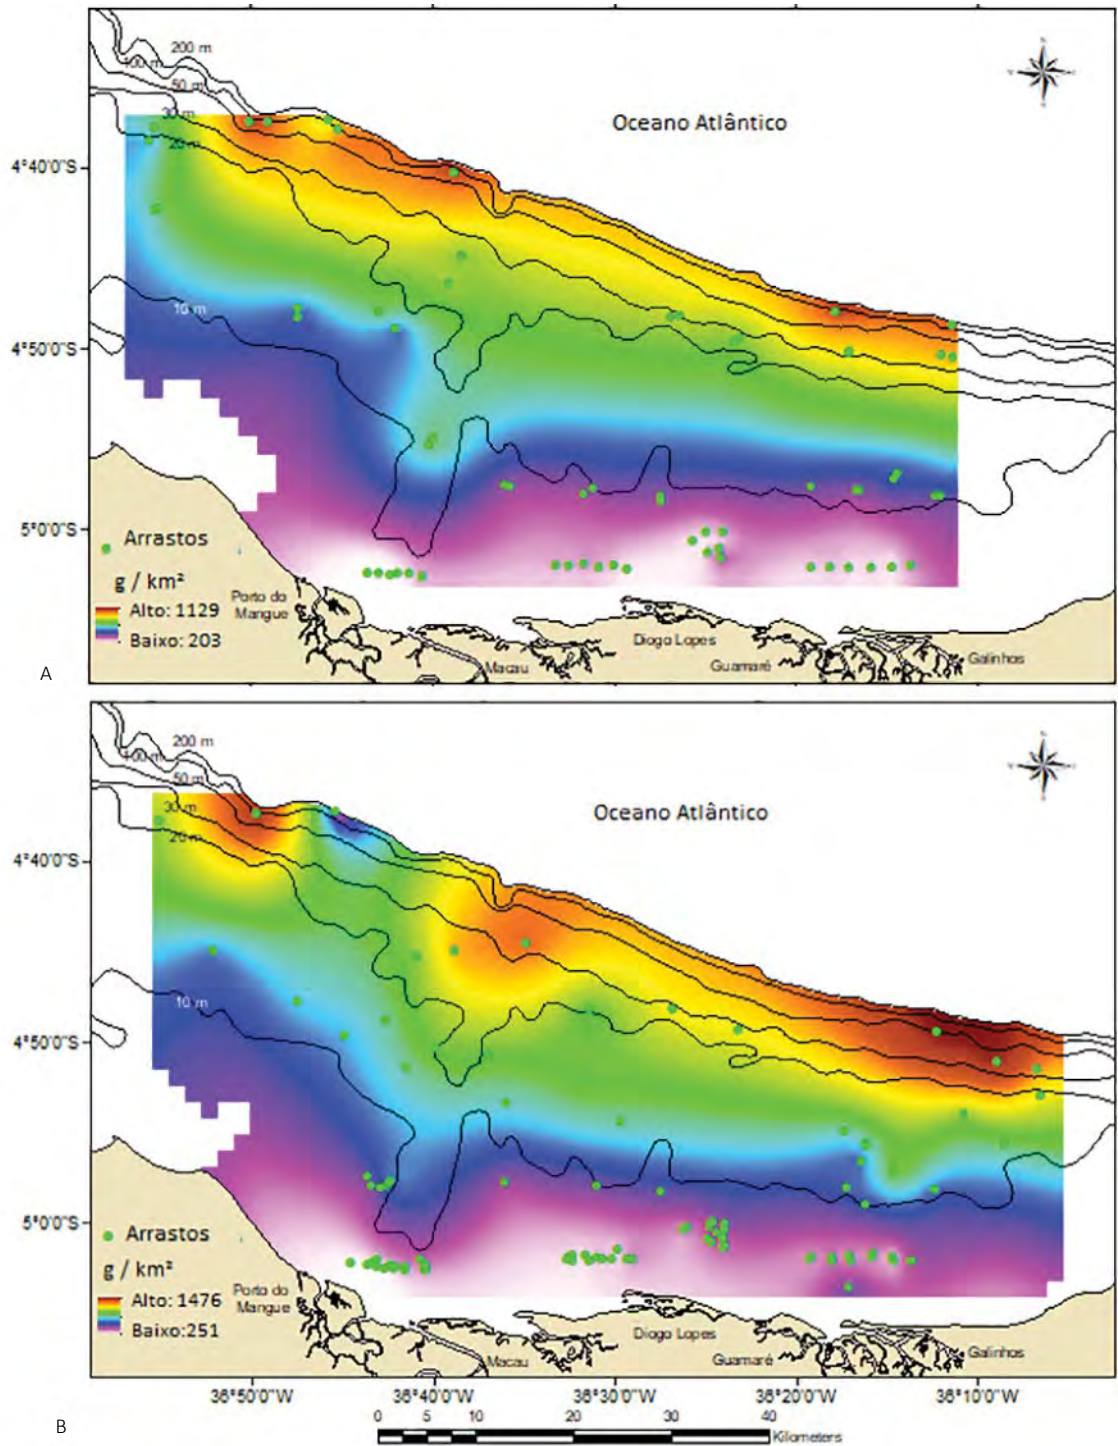 200 m
100 m
50 m
30 m
20 m
10 m
Oceano Atlântico
4°40'0"S
4°50'0"S
5°0'0"S
Arrastos
g / km²
Alto: 1129
Baixo: 203
Porto do
Mangue
Macau
Diogo Lopes
Guamaré
Galinhos
A
200 m
100 m
50 m
30 m
20 m
10 m
Oceano Atlântico
4°40'0"S
4°50'0"S
5°0'0"S
Arrastos
g / km²
Alto: 1476
Baixo:251
Porto do
Mangue
Macau
Diogo Lopes
Guamaré
Galinhos
36°50'0"W
36°40'0"W
36°30'0"W
36°20'0"W
36°10'0"W
B
0 5 10 20 30 40
Kilometers